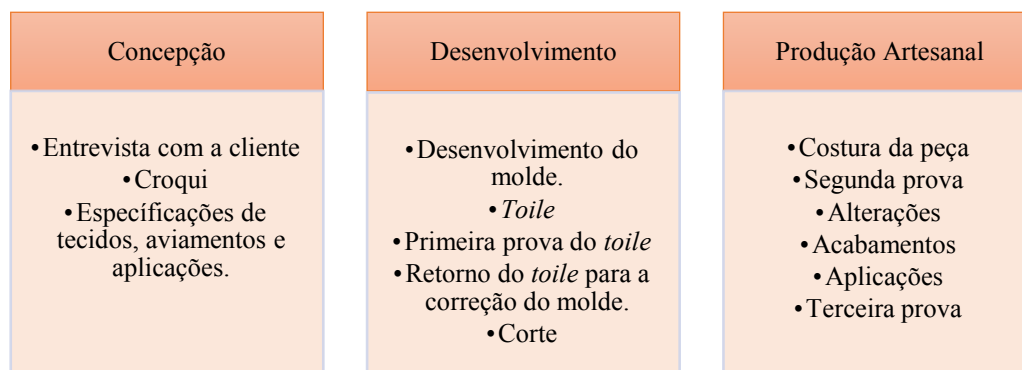 Concepção
•Entrevista com a cliente
•Croqui
•Específicações de
tecidos, aviamentos e
aplicações.
Desenvolvimento
•Desenvolvimento do
molde.
•Toile
•Primeira prova do toile
•Retorno do toile para a
correção do molde.
•Corte
Produção Artesanal
•Costura da peça
•Segunda prova
•Alterações
•Acabamentos
•Aplicações
•Terceira prova